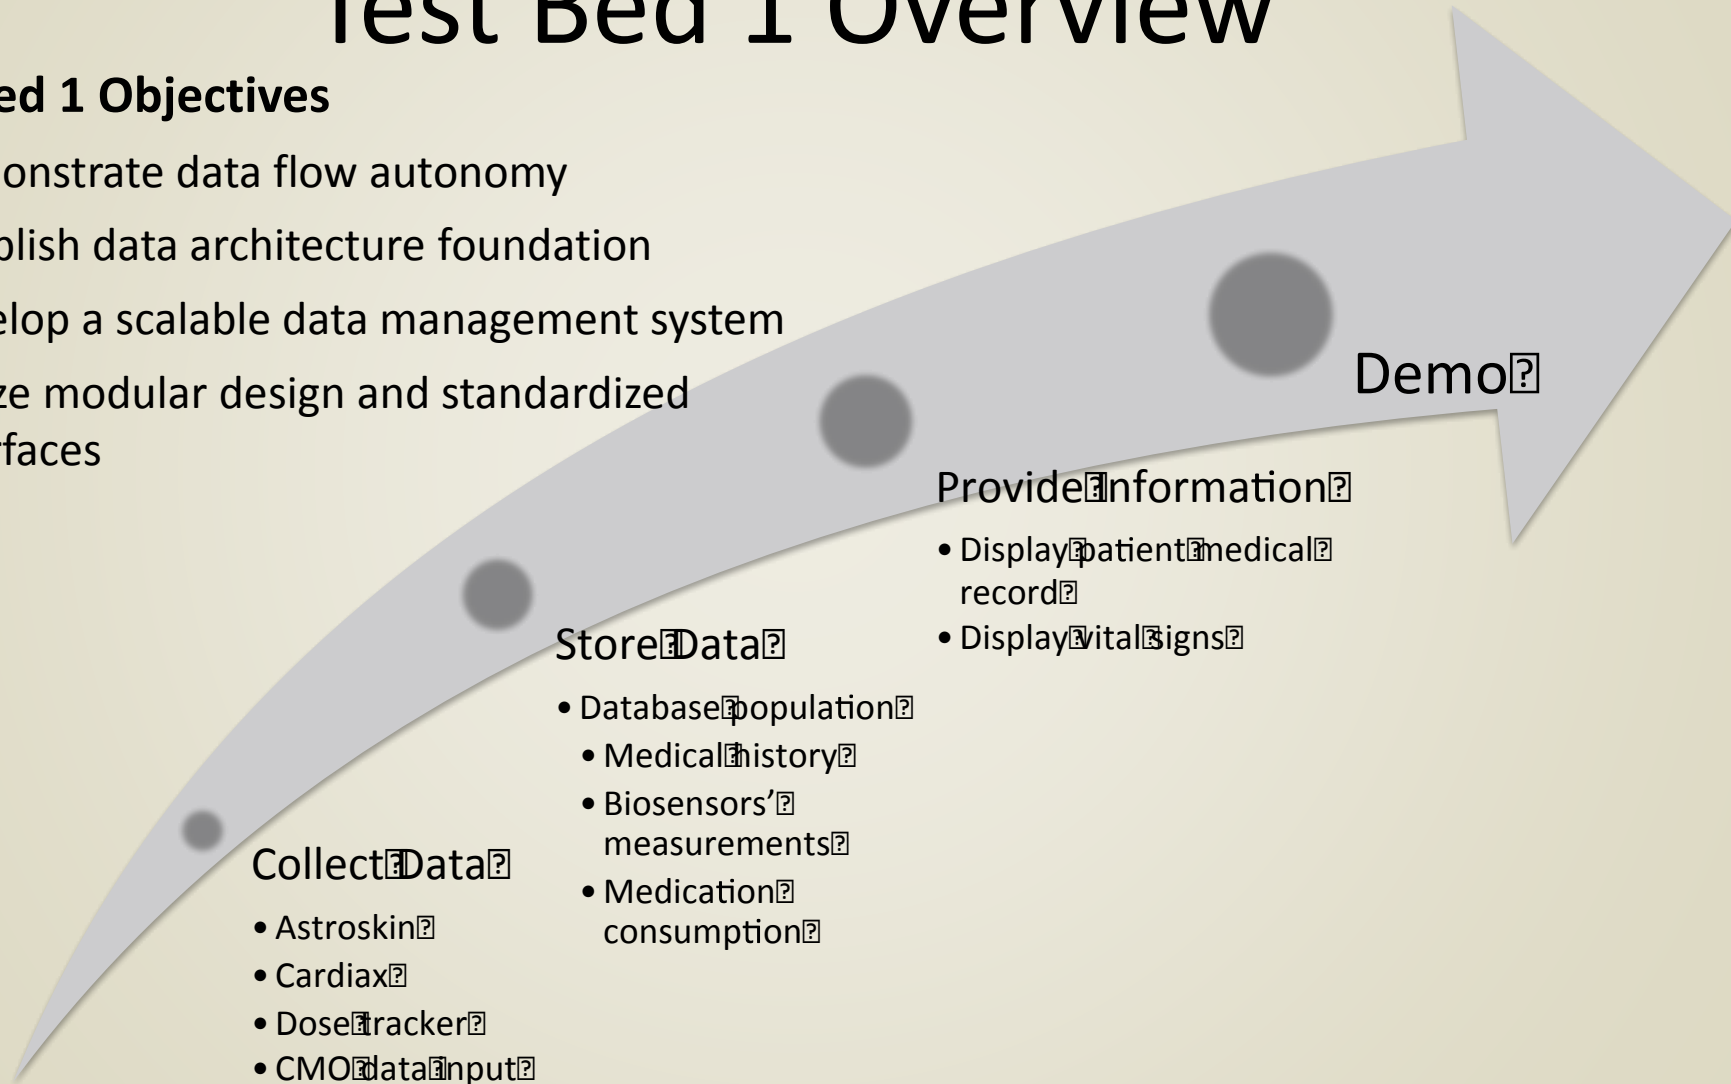 Test Bed 1 Overview
ed 1 Objectives
onstrate data flow autonomy
blish data architecture foundation
elop a scalable data management system
ze modular design and standardized
rfaces
Demo
Provide Information
• Display patient medical
record
• Display vital signs
Store Data
• Database population
• Medical history
• Biosensors’
measurements
• Medication
consumption
Collect Data
• Astroskin
• Cardiax
• Dose tracker
• CMO data input